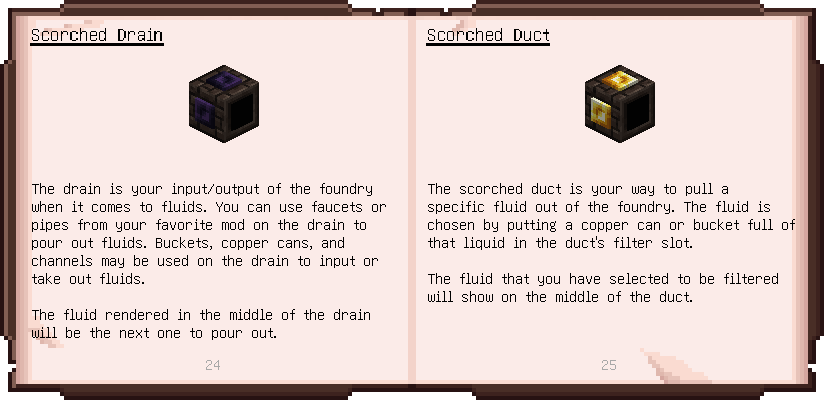 Scorched Drain
The drain is your input/output of the foundry
when it comes to fluids. You can use faucets or
pipes from your favorite mod on the drain to
pour out fluids. Buckets, copper cans, and
channels may be used on the drain to input or
take out fluids.
The fluid rendered in the middle of the drain
will be the next one to pour out.
24
Scorched Duct
The scorched duct is your way to pull a
specific fluid out of the foundry. The fluid is
chosen by putting a copper can or bucket full of
that liquid in the duct's filter slot.
The fluid that you have selected to be filtered
will show on the middle of the duct.
25